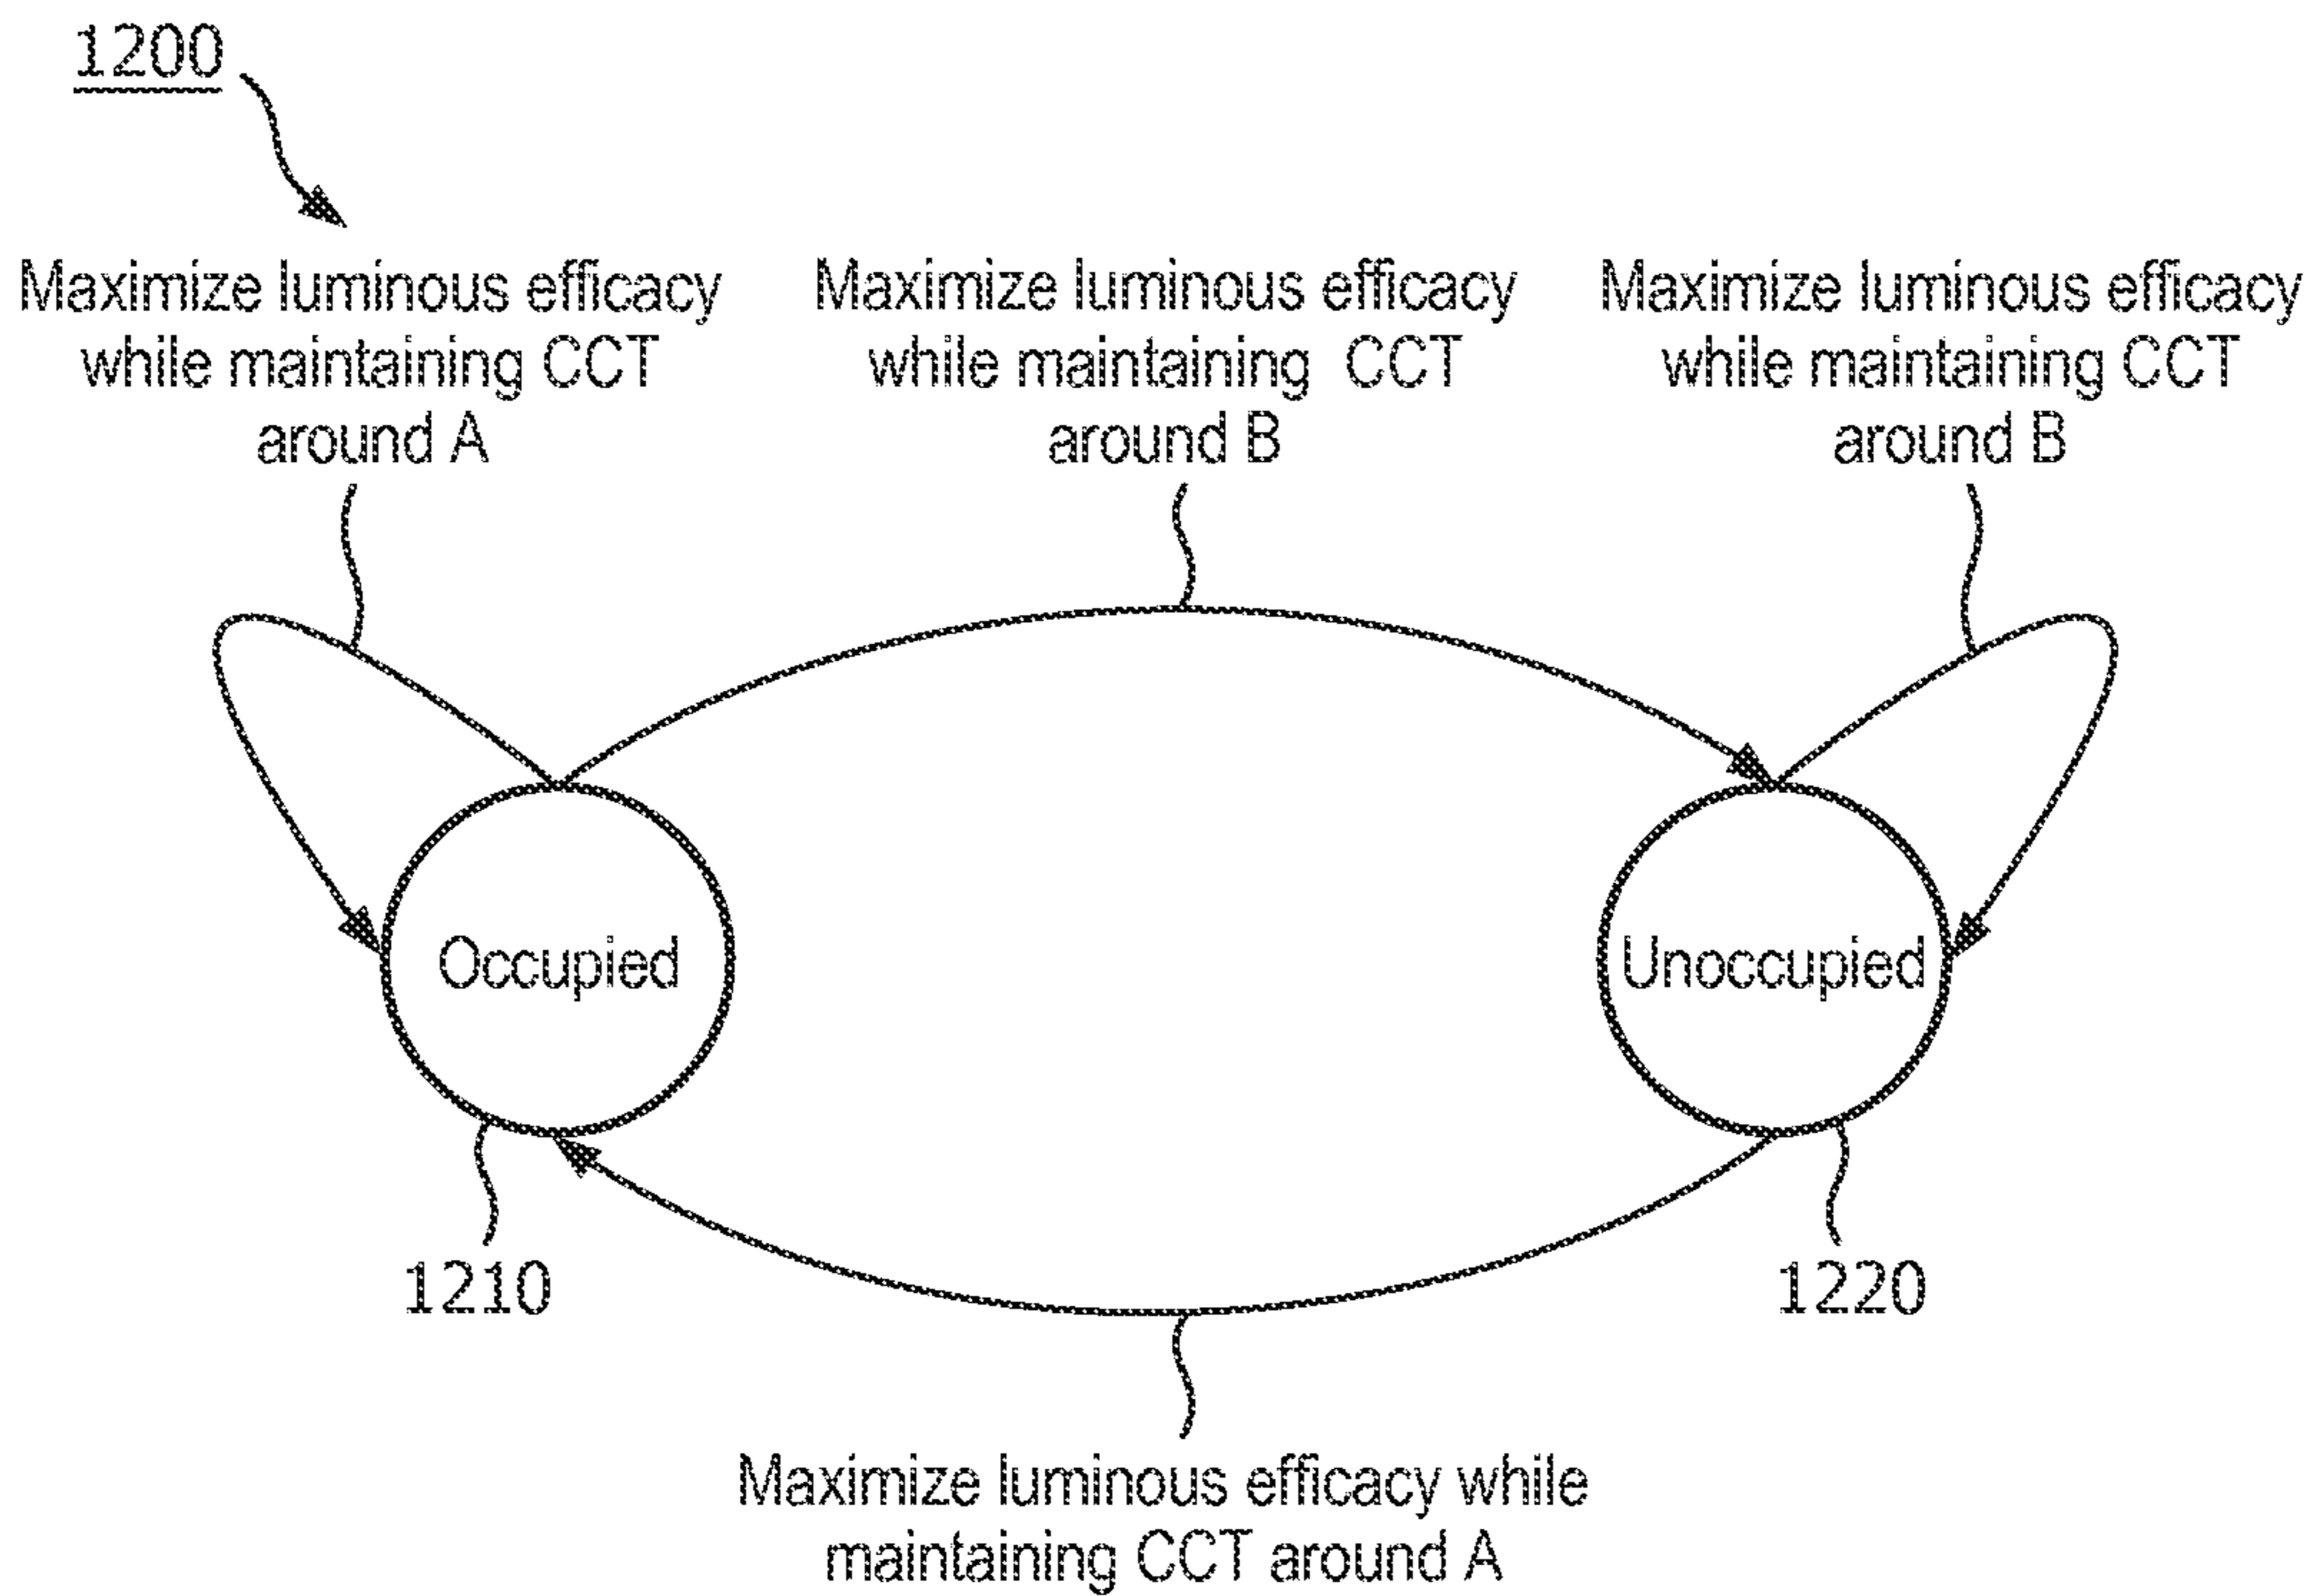 1200
Maximize luminous efficacy
while maintaining CCT
around A
Maximize luminous efficacy
while maintaining CCT
around B
Maximize luminous efficacy
while maintaining CCT
around B
Occupied
Unoccupied
1210
1220
Maximize luminous efficacy while
maintaining CCT around A